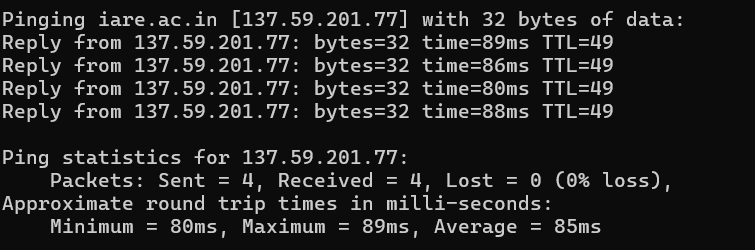 Pinging iare.ac.in [137.59.201.77] with 32 bytes of data:
Reply from 137.59.201.77: bytes=32 time=89ms TTL=49
Reply from 137.59.201.77: bytes=32 time=86ms TTL=49
Reply from 137.59.201.77: bytes=32 time=80ms TTL=49
Reply from 137.59.201.77: bytes=32 time=88ms TTL=49
Ping statistics for 137.59.201.77:
Packets: Sent = 4, Received = 4, Lost = 0 (0% loss),
Approximate round trip times in milli-seconds:
Minimum = 80ms, Maximum = 89ms, Average = 85ms